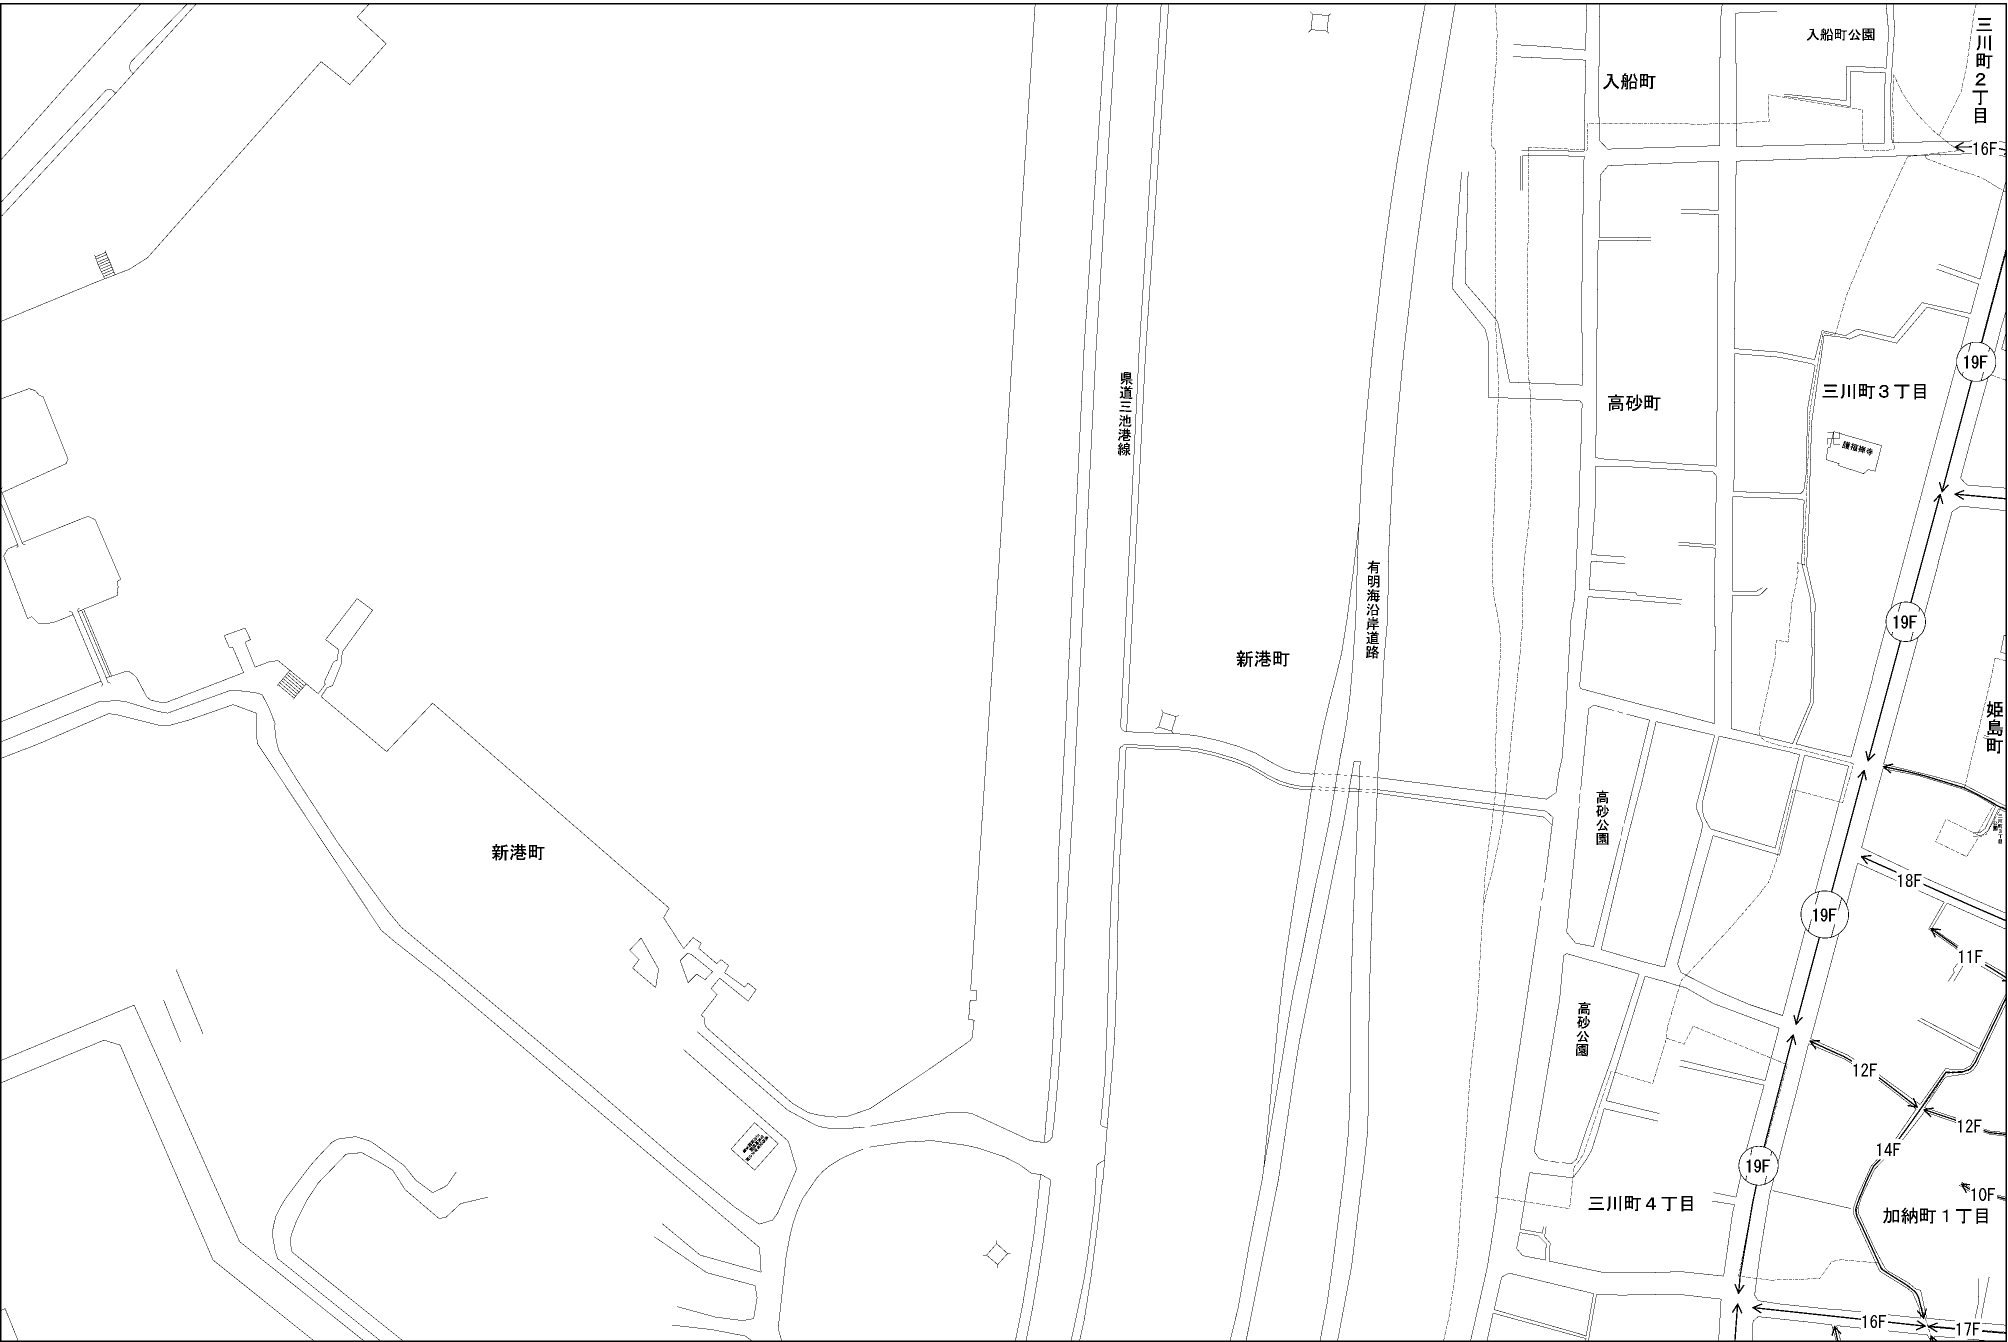 入船町公園
三川町２丁目
入船町
16F
19F
県道三池港線
三川町３丁目
高砂町
護福禅寺
有明海沿岸道路
19F
新港町
姫島町
高砂公園
新港町
18F
19F
11F
高砂公園
12F
12F
14F
19F
10F
三川町４丁目
加納町１丁目
16F
17F